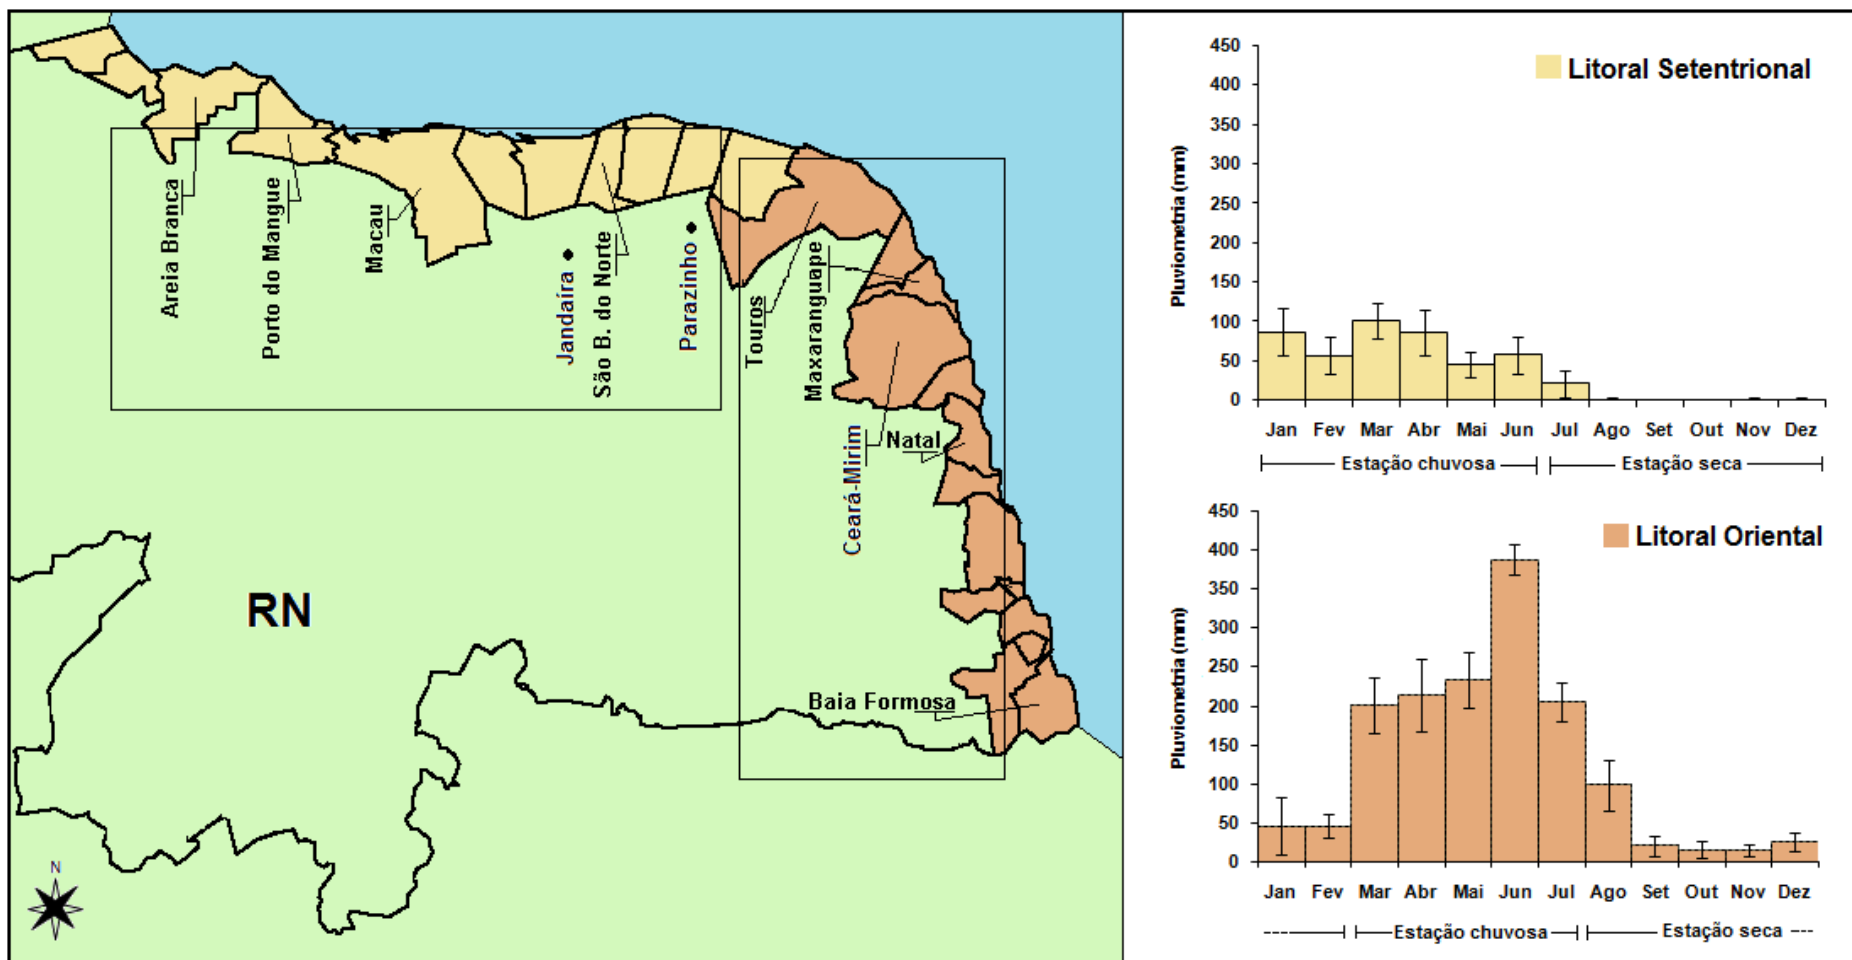 Areia Branca
Porto do Mangue
Macau
Jandaíra
São B. do Norte
Parazinho
Touros
Maxaranguape
Ceará-Mirim
Natal
Baia Formosa
RN
N
Litoral Setentrional
Pluviometria (mm)
450
400
350
300
250
200
150
100
50
0
Jan Fev Mar Abr Mai Jun Jul Ago Set Out Nov Dez
Estação chuvosa Estação seca
Litoral Oriental
Pluviometria (mm)
450
400
350
300
250
200
150
100
50
0
Jan Fev Mar Abr Mai Jun Jul Ago Set Out Nov Dez
Estação chuvosa Estação seca